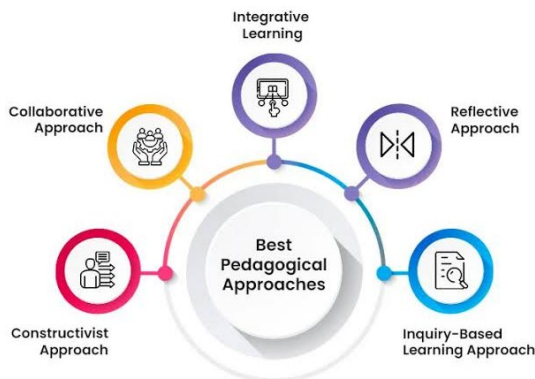 Integrative
Learning
Collaborative
Approach
Reflective
Approach
Best
Pedagogical
Approaches
Constructivist
Approach
Inquiry-Based
Learning Approach